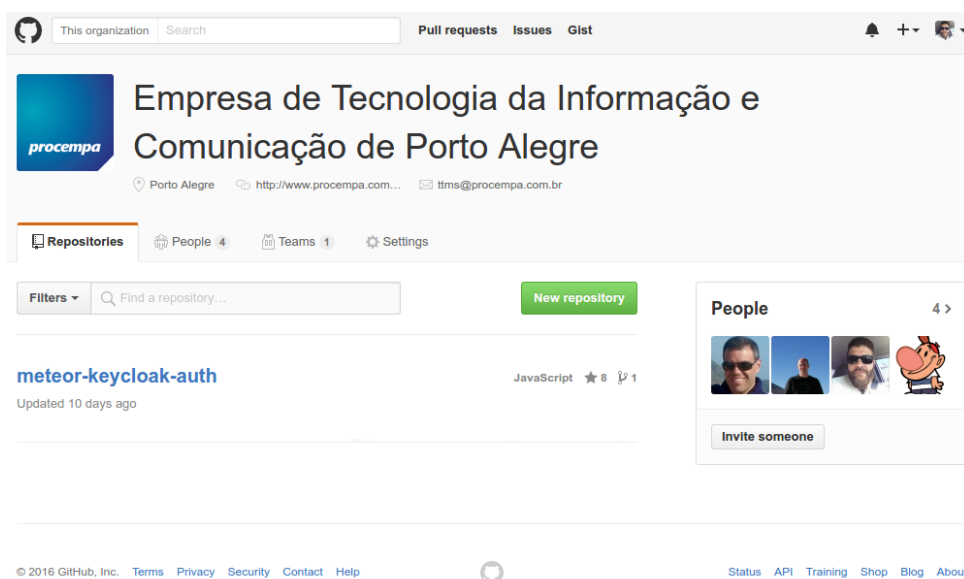 This organization Search Pull requests Issues Gist
Empresa de Tecnologia da Informação e
Comunicação de Porto Alegre
procempa
Porto Alegre http://www.procempa.com... ttms@procempa.com.br
Repositories People 4 Teams 1 Settings
Filters Find a repository... New repository
People 4
meteor-keycloak-auth JavaScript 8 1
Updated 10 days ago
Invite someone
© 2016 GitHub, Inc. Terms Privacy Security Contact Help Status API Training Shop Blog